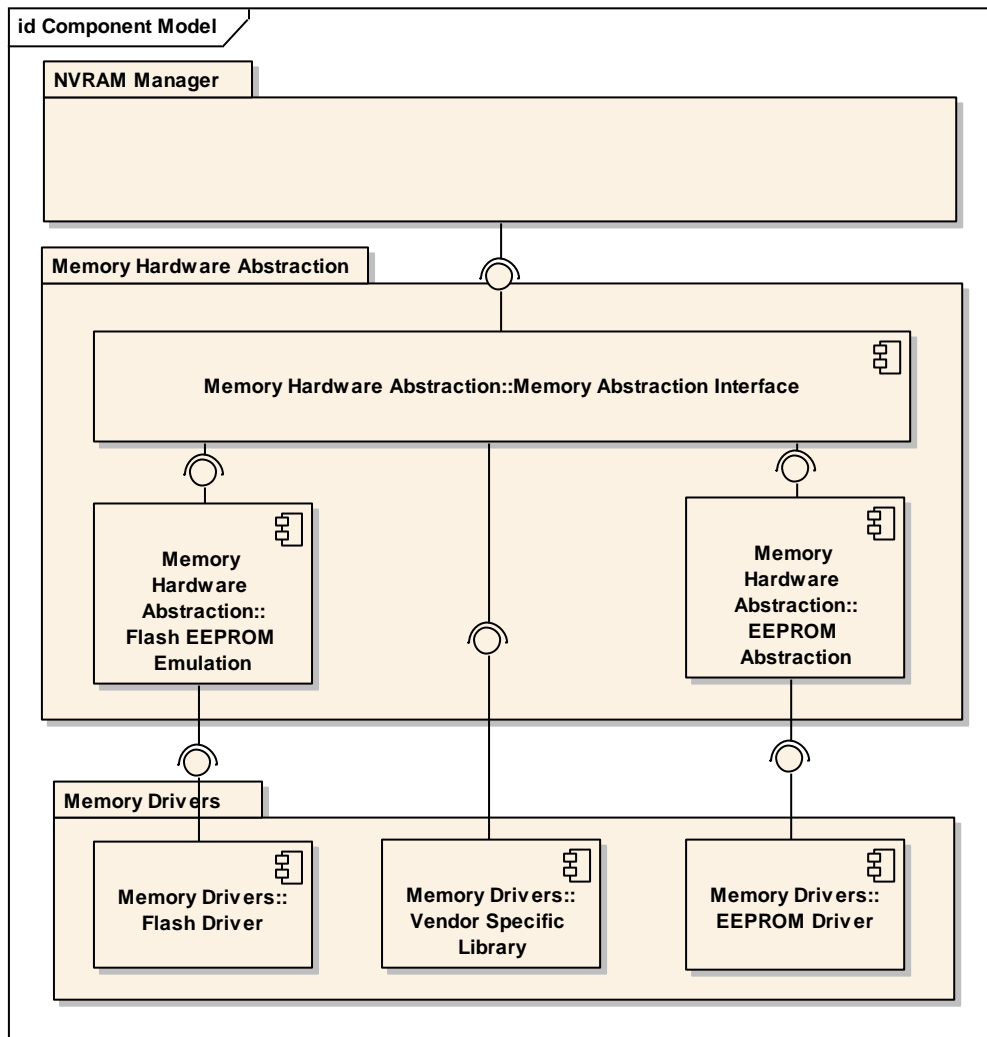 id Component Model
NVRAM Manager
Memory Hardware Abstraction
Memory Hardware Abstraction::Memory Abstraction Interface
Memory
Hardware
Abstraction::
Flash EEPROM
Emulation
Memory
Hardware
Abstraction::
EEPROM
Abstraction
Memory Drivers
Memory Drivers::
Flash Driver
Memory Drivers::
Vendor Specific
Library
Memory Drivers::
EEPROM Driver